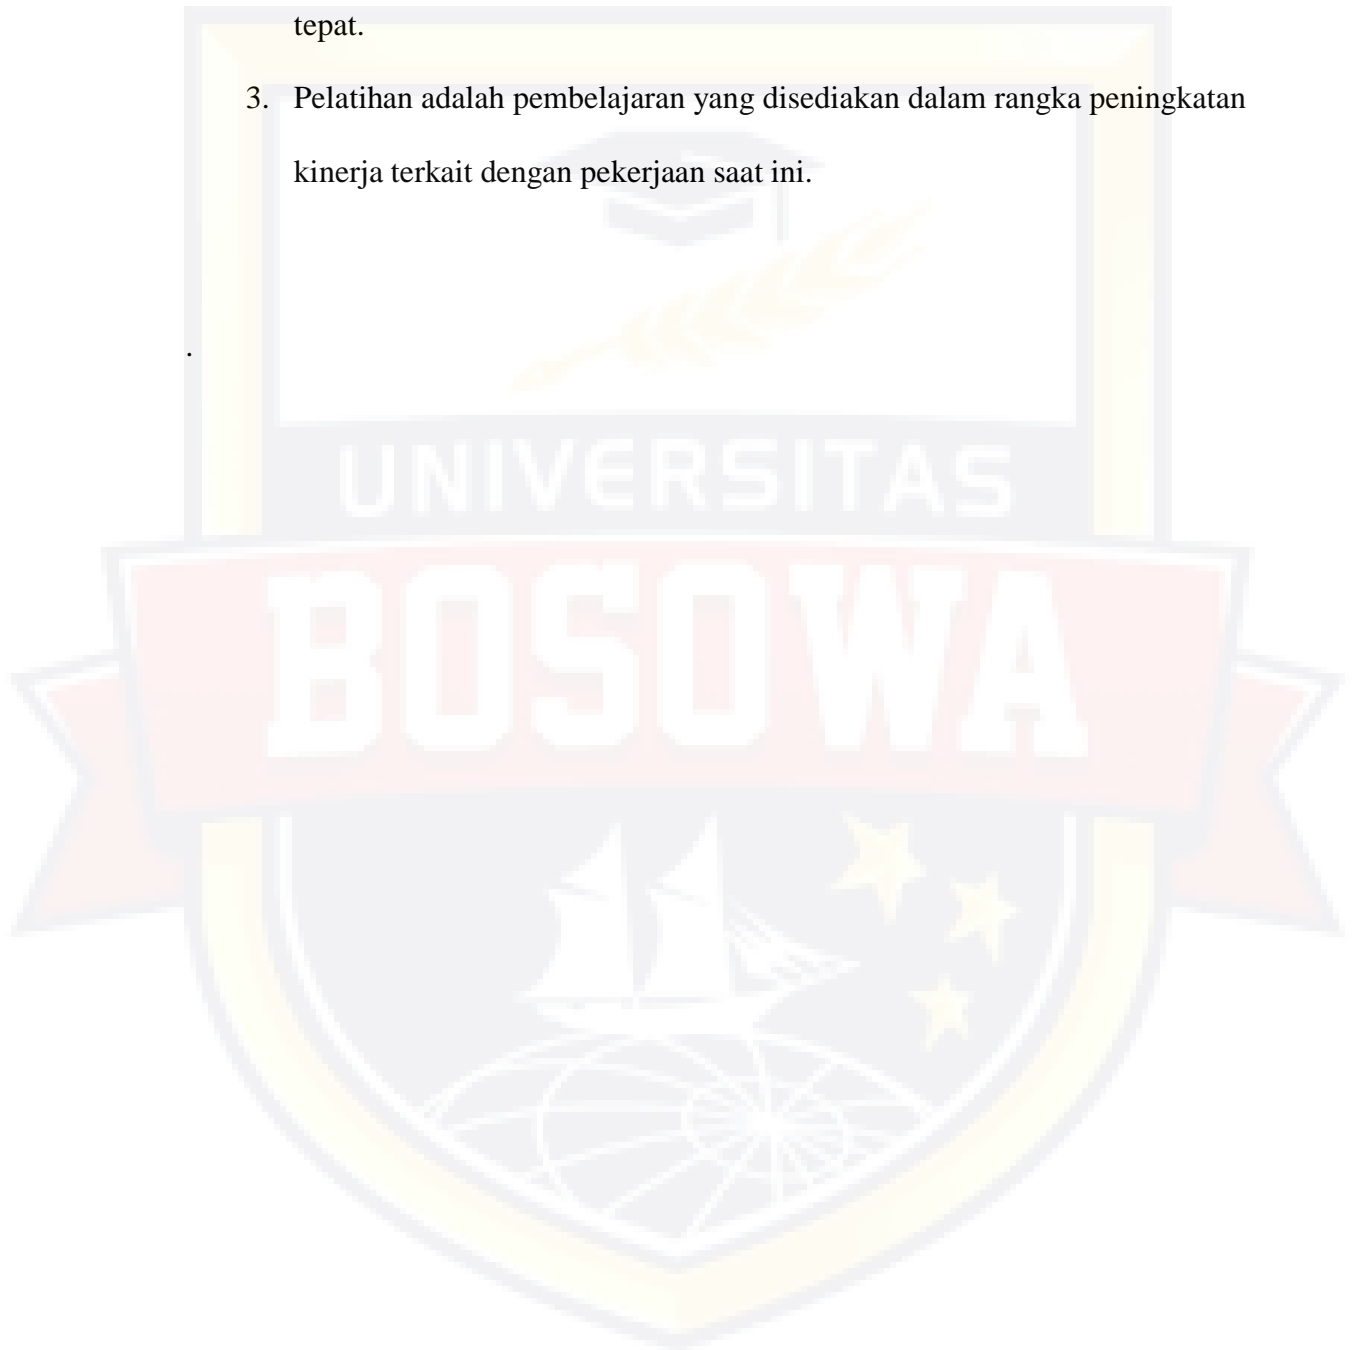 tepat.
3. Pelatihan adalah pembelajaran yang disediakan dalam rangka peningkatan
kinerja terkait dengan pekerjaan saat ini.
.
UNIVERSITAS
BOSOWA